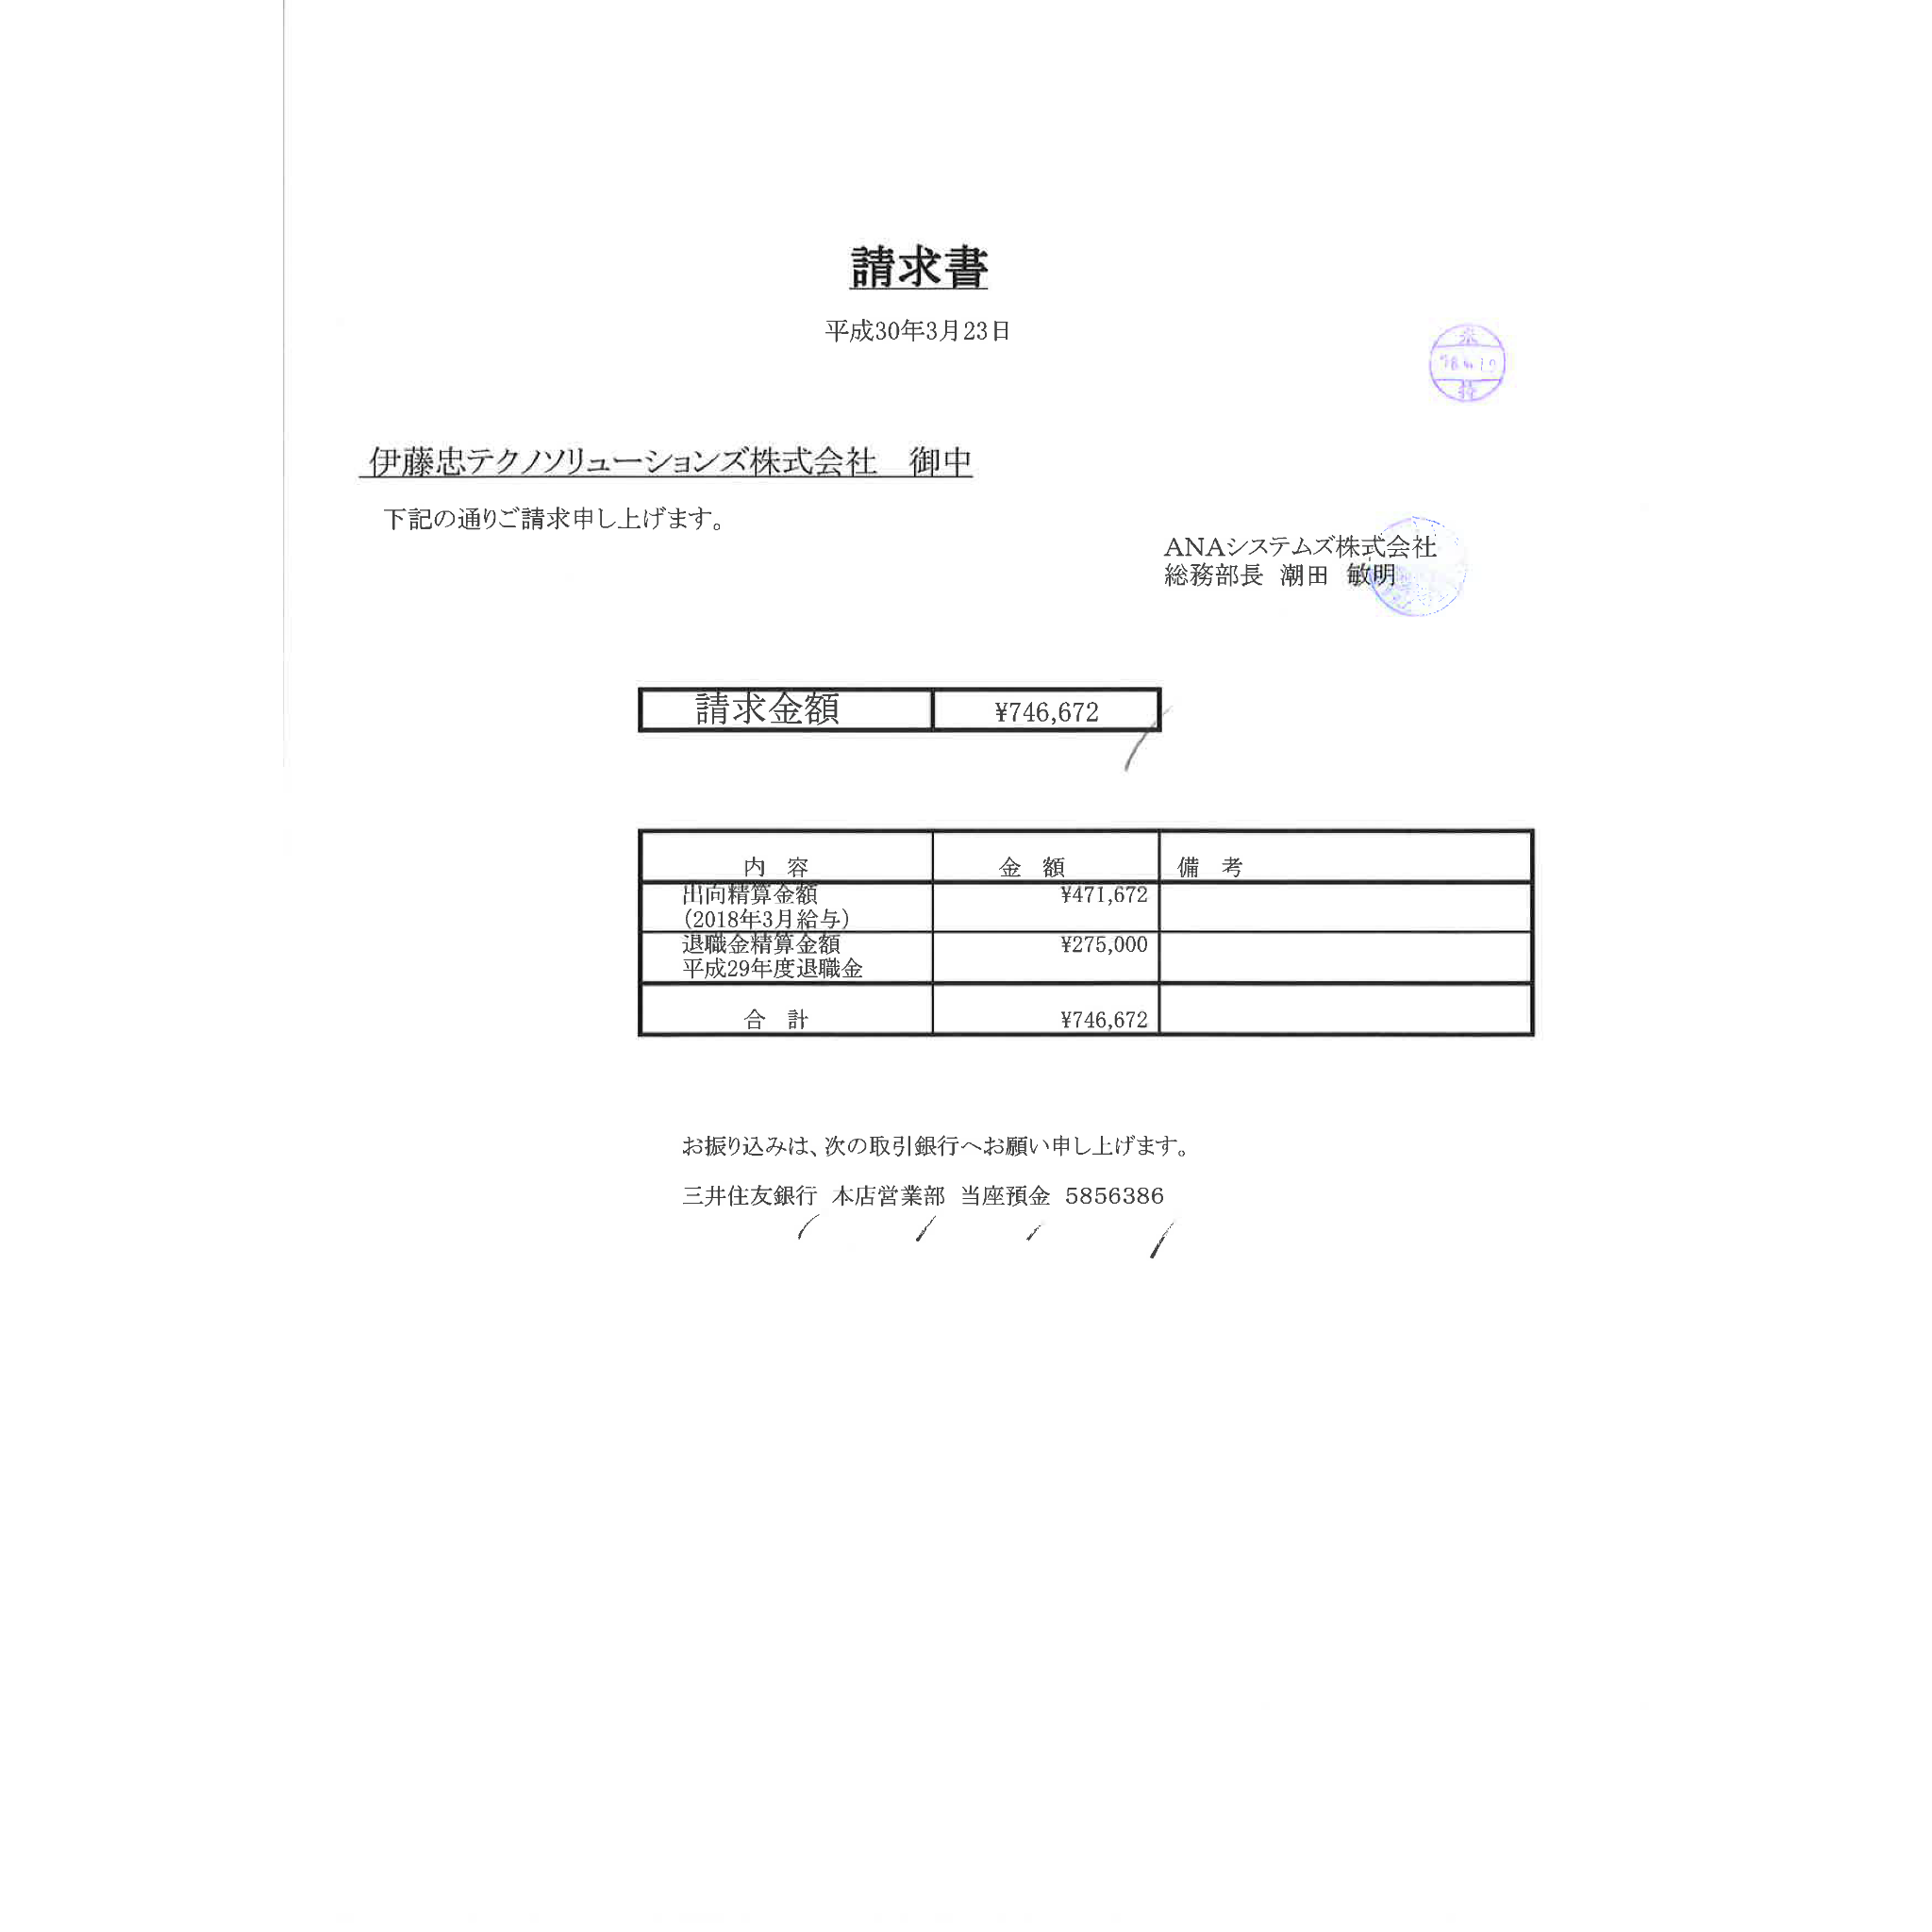 請求書
平成30年3月23日
伊藤忠テクノソリューションズ株式会社　御中
下記の通りご請求申し上げます。
ANAシステムズ株式会社
総務部長 潮田 敏明
請求金額 ¥746,672
内 容 金 額 備 考
出向精算金額 ¥471,672
(2018年3月給与)
退職金精算金額 ¥275,000
平成29年度退職金
合 計 ¥746,672
お振り込みは、次の取引銀行へお願い申し上げます。
三井住友銀行 本店営業部 当座預金 5856386